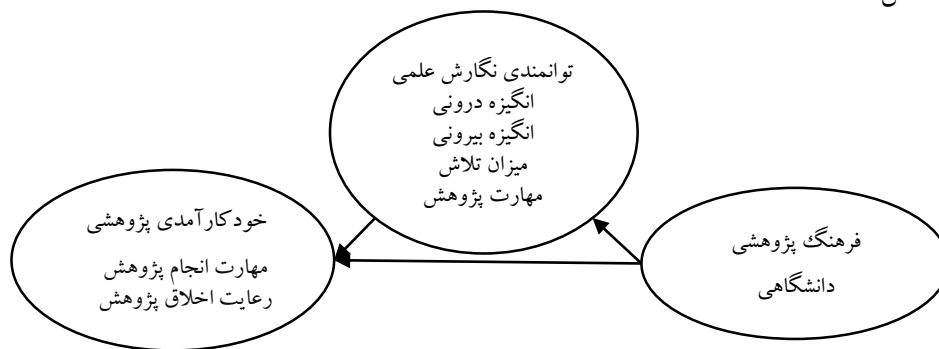 توانمندی نگارش علمی
انگیزه درونی
انگیزه بیرونی
میزان تلاش
مهارت پژوهش
فرهنگ پژوهشی
دانشگاهی
خودکارآمدی پژوهشی
مهارت انجام پژوهش
رعایت اخلاق پژوهش